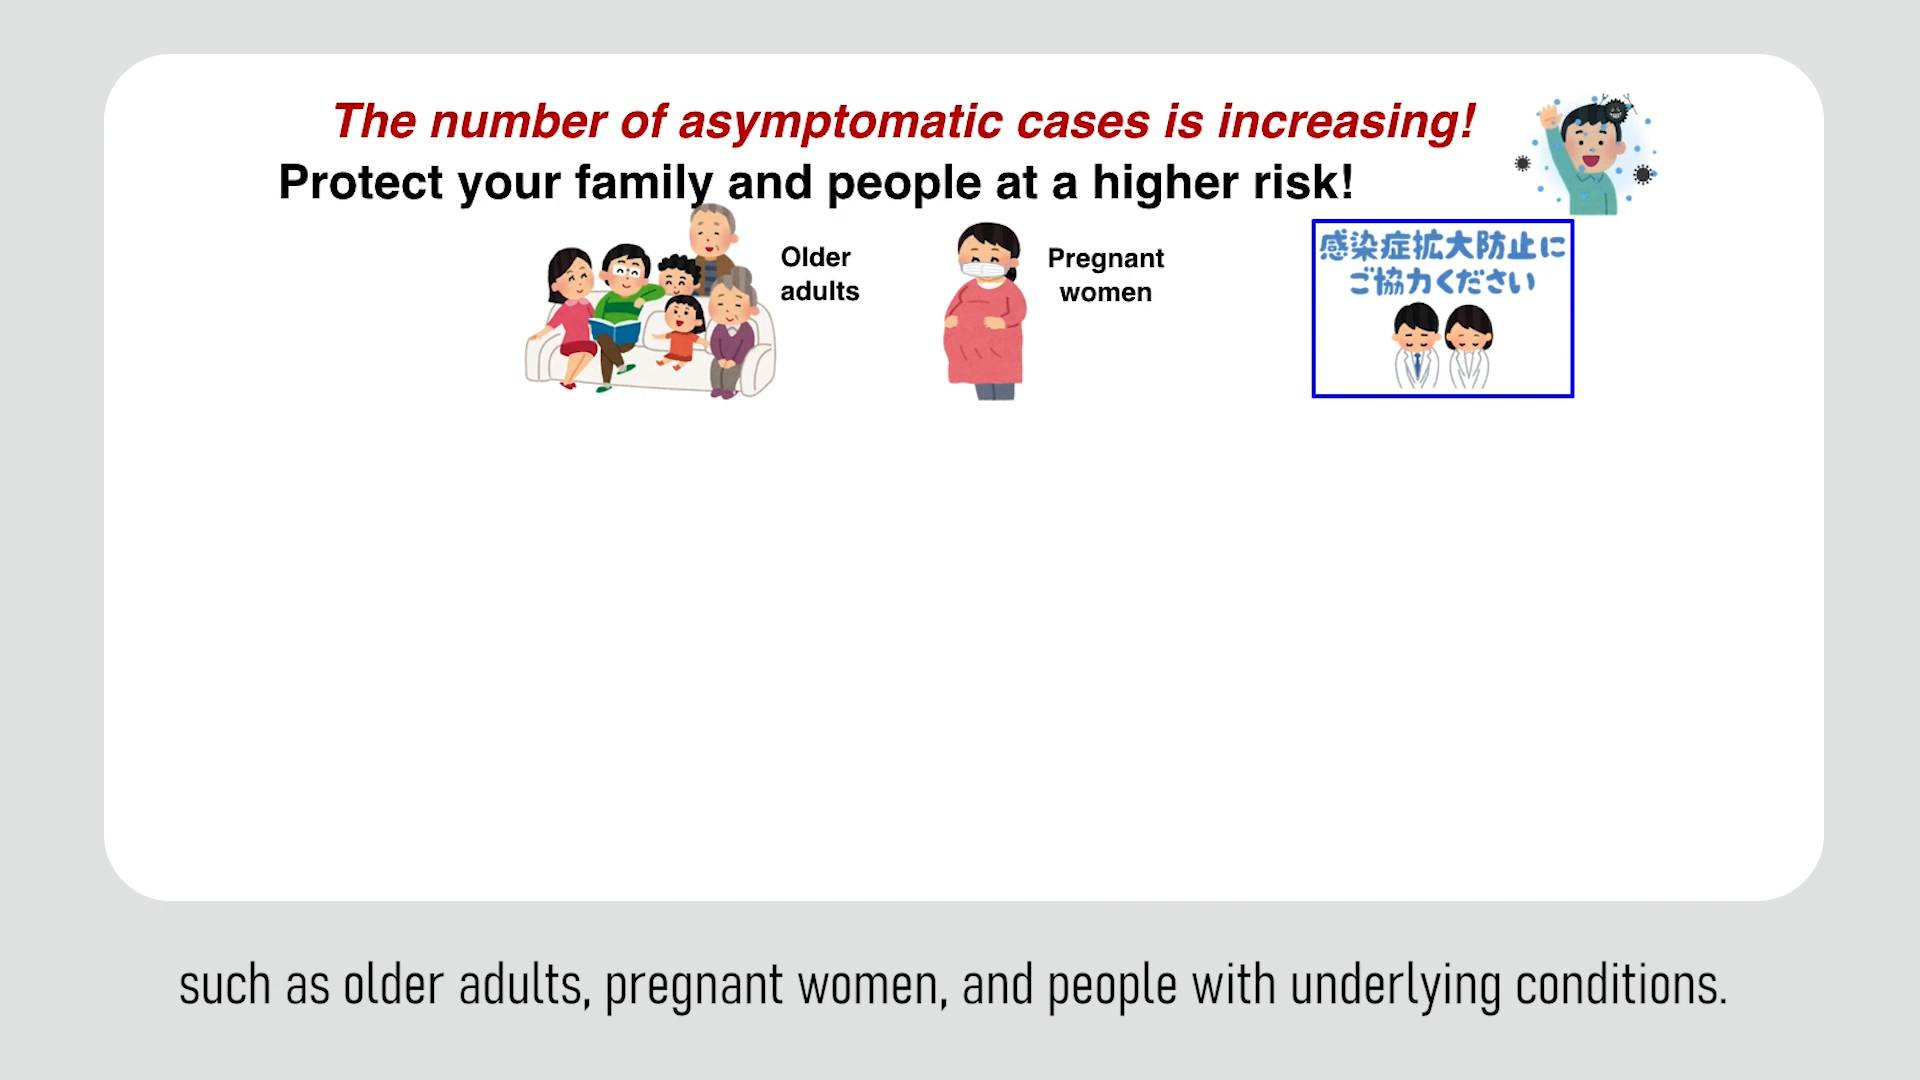 The number of asymptomatic cases is increasing!
Protect your family and people at a higher risk!
Older
adults
Pregnant
women
感染症拡大防止に
ご協力ください
such as older adults, pregnant women, and people with underlying conditions.